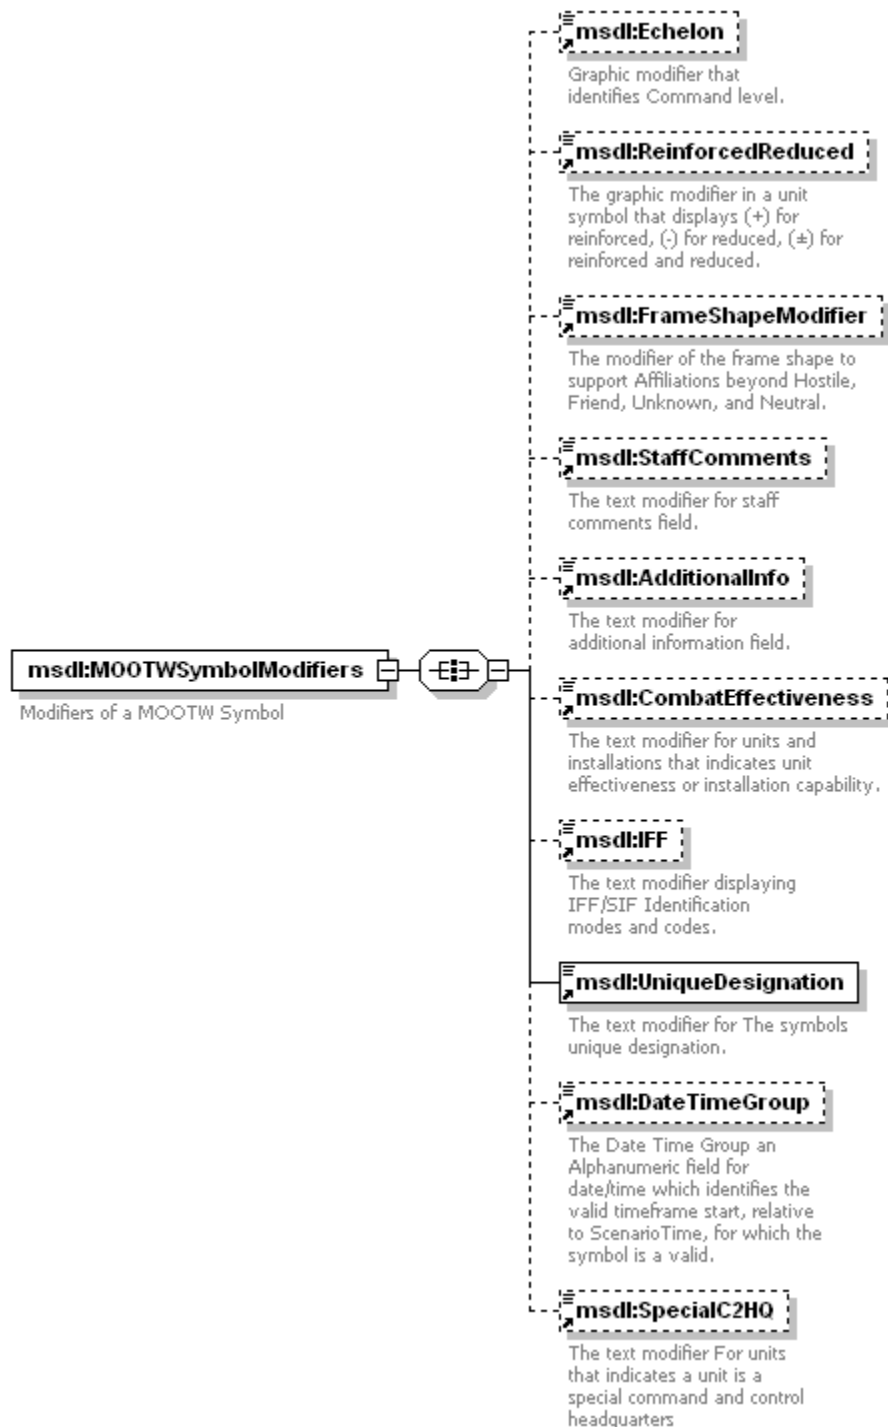 msdl:Echelon
Graphic modifier that
identifies Command level.
msdl:ReinforcedReduced
The graphic modifier in a unit
symbol that displays (+) for
reinforced, (-) for reduced, (±) for
reinforced and reduced.
msdl:FrameShapeModifier
The modifier of the frame shape to
support Affiliations beyond Hostile,
Friend, Unknown, and Neutral.
msdl:StaffComments
The text modifier for staff
comments field.
msdl:AdditionalInfo
The text modifier for
additional information field.
msdl:MOOTWSymbolModifiers
Modifiers of a MOOTW Symbol
msdl:CombatEffectiveness
The text modifier for units and
installations that indicates unit
effectiveness or installation capability.
msdl:IFF
The text modifier displaying
IFF/SIF Identification
modes and codes.
msdl:UniqueDesignation
The text modifier for The symbols
unique designation.
msdl:DateTimeGroup
The Date Time Group an
Alphanumeric field for
date/time which identifies the
valid timeframe start, relative
to ScenarioTime, for which the
symbol is a valid.
msdl:SpecialC2HQ
The text modifier For units
that indicates a unit is a
special command and control
headquarters